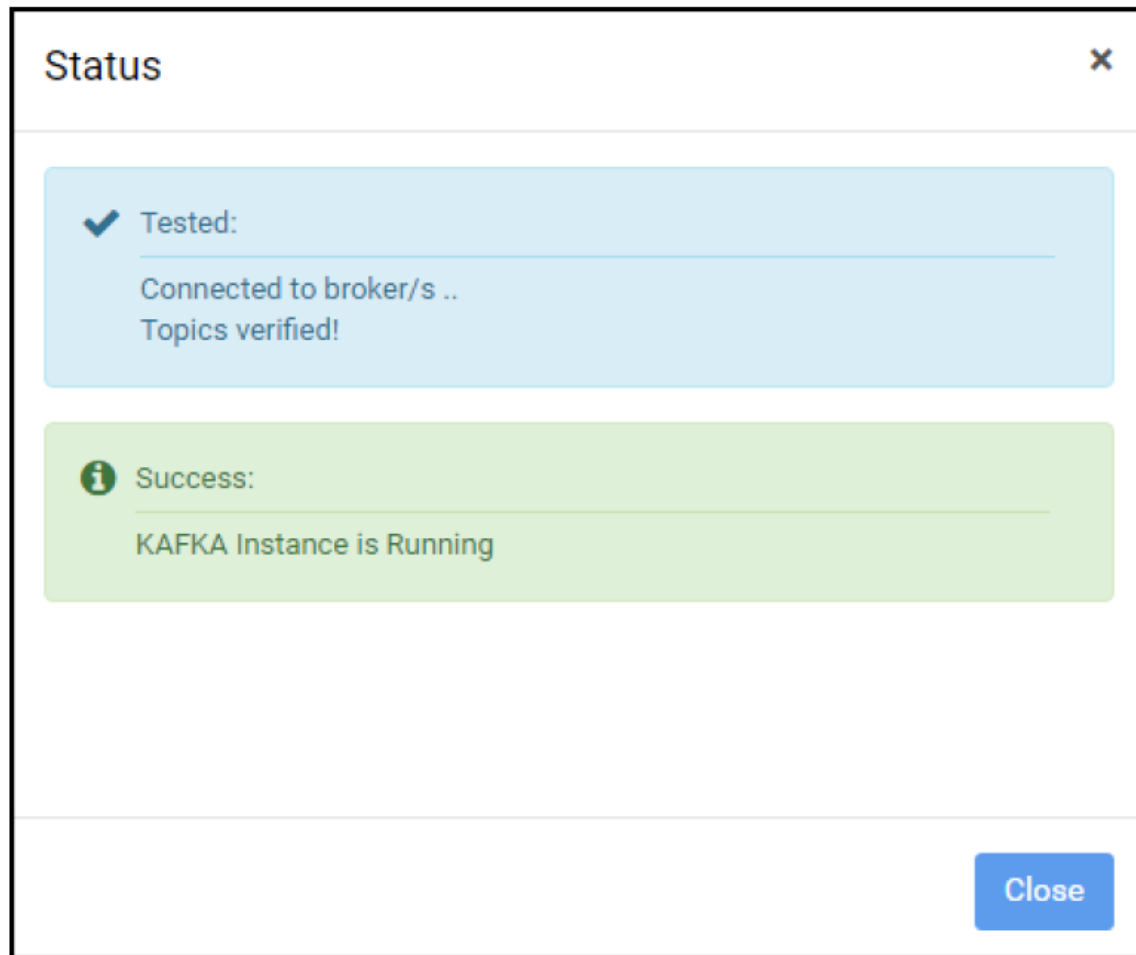 Status
Tested:
Connected to broker/s ..
Topics verified!
Success:
KAFKA Instance is Running
Close